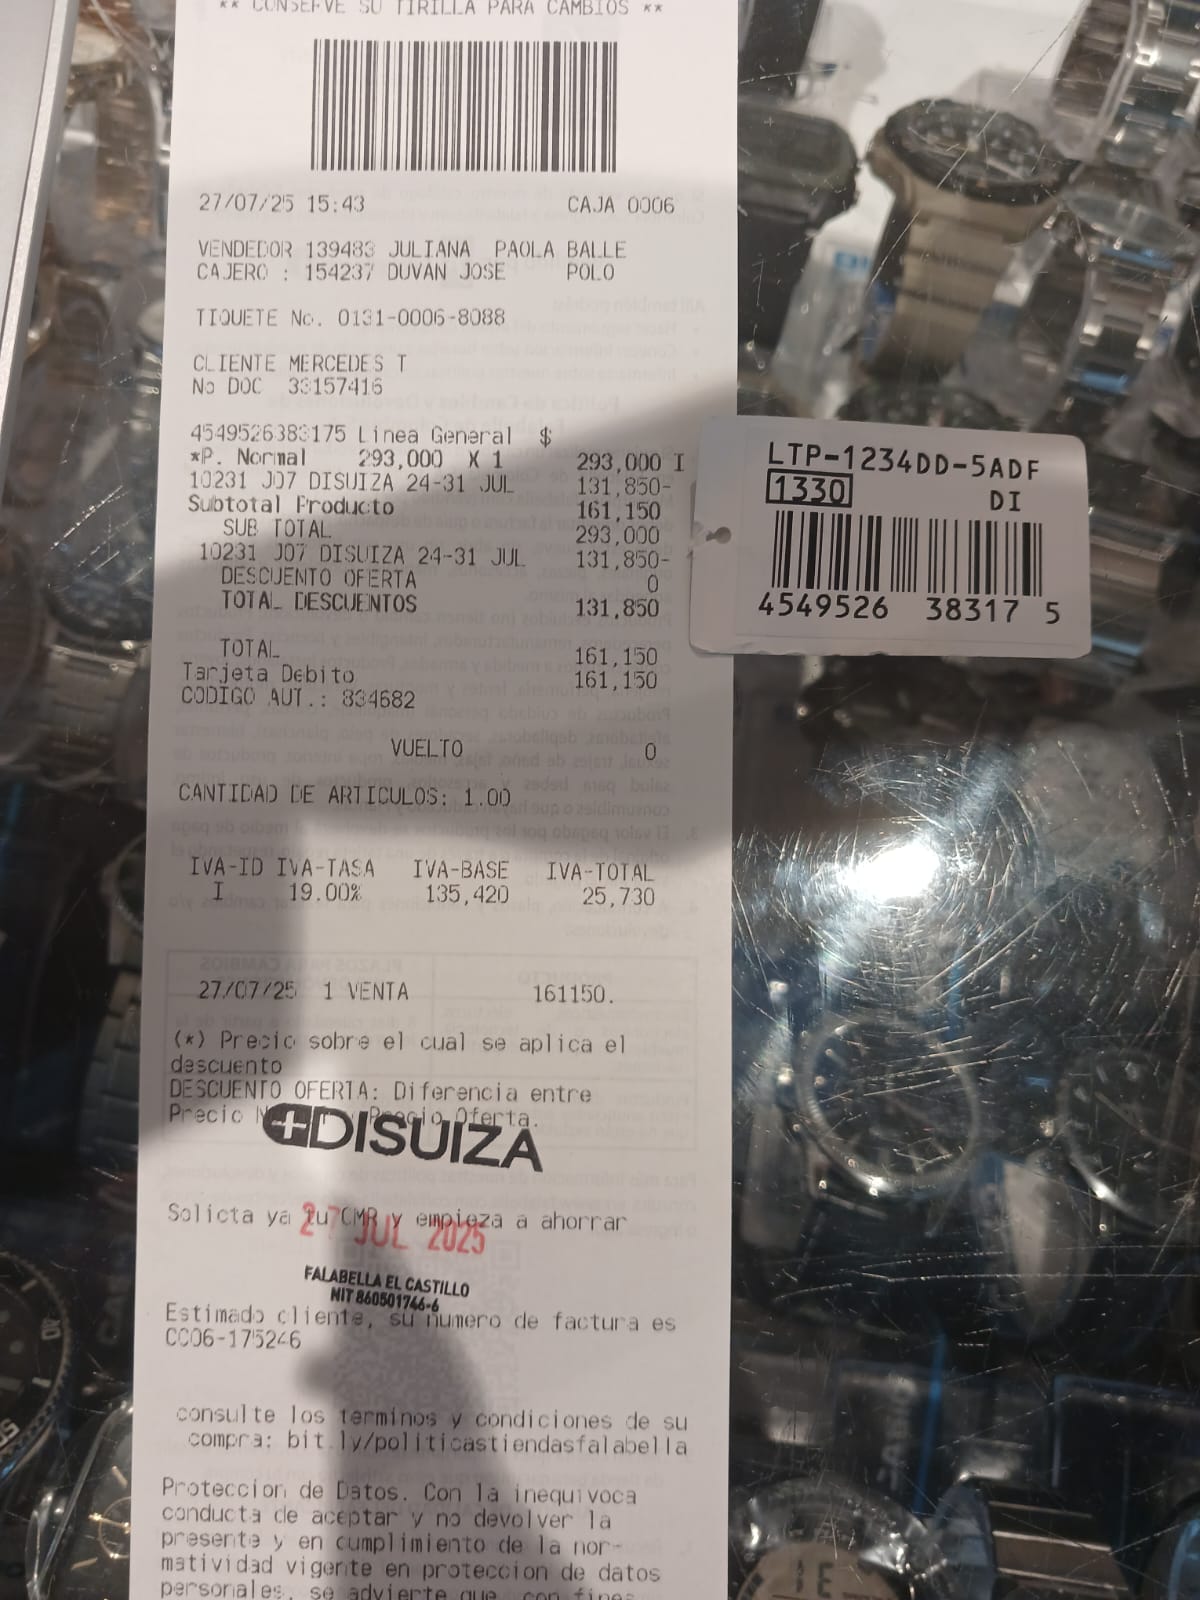 ** CONSERVE SU TIRILLA PARA CAMBIOS **
27/07/25 15:43 CAJA 0006
VENDEDOR 139483 JULIANA PAOLA BALLE
CAJERO : 154237 DUVAN JOSE POLO
TIQUETE No. 0131-0006-8088
CLIENTE MERCEDES T
No DOC 33157416
4549526383175 Linea General $
*P. Normal 293,000 X 1 293,000 I
10231 J07 DISUIZA 24-31 JUL 131,850-
Subtotal Producto 161,150
SUB TOTAL 293,000
10231 J07 DISUIZA 24-31 JUL 131,850-
DESCUENTO OFERTA 0
TOTAL DESCUENTOS 131,850
TOTAL 161,150
Tarjeta Debito 161,150
CODIGO AUT.: 834682
VUELTO 0
CANTIDAD DE ARTICULOS: 1.00
IVA-ID IVA-TASA IVA-BASE IVA-TOTAL
I 19.00% 135,420 25,730
27/07/25 1 VENTA 161150.
(*) Precio sobre el cual se aplica el
descuento
DESCUENTO OFERTA: Diferencia entre
Precio Precio Oferta.
DISUIZA
Solicta ya tu CMR y empieza a ahorrar
27 JUL 2025
FALABELLA EL CASTILLO
NIT 860501746-6
Estimado cliente, su numero de factura es
CC06-175246
consulte los terminos y condiciones de su
compra: bit.ly/politicastiendasfalabella
Proteccion de Datos. Con la inequivoca
conducta de aceptar y no devolver la
presente y en cumplimiento de la nor-
matividad vigente en proteccion de datos
personales, se advierte que, con fines
LTP-1234DD-5ADF
1330 DI
4549526 38317 5